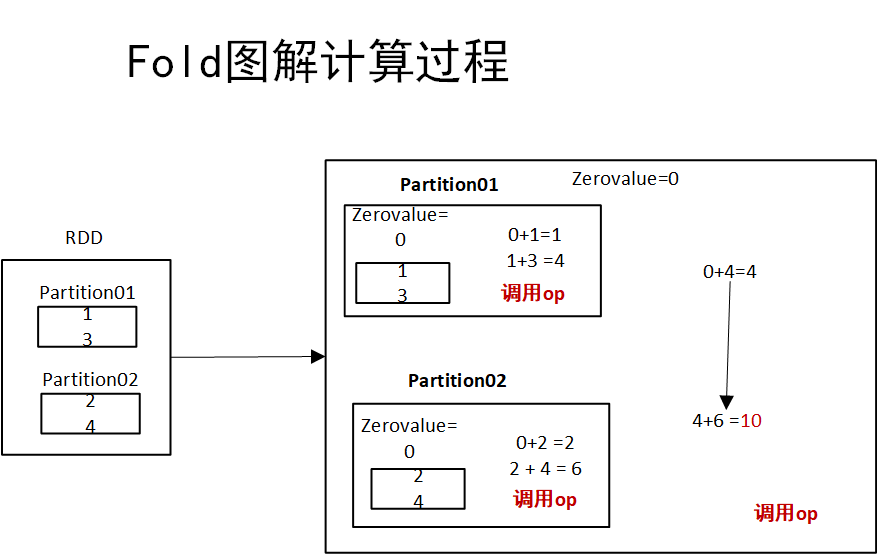 Fold图解计算过程
RDD
Partition01
1
3
Partition02
2
4
Partition01
Zerovalue=0
Zerovalue=
0
1
3
0+1=1
1+3 =4
调用op
Partition02
Zerovalue=
0
2
4
0+2 =2
2 + 4 = 6
调用op
0+4=4
4+6 =10
调用op